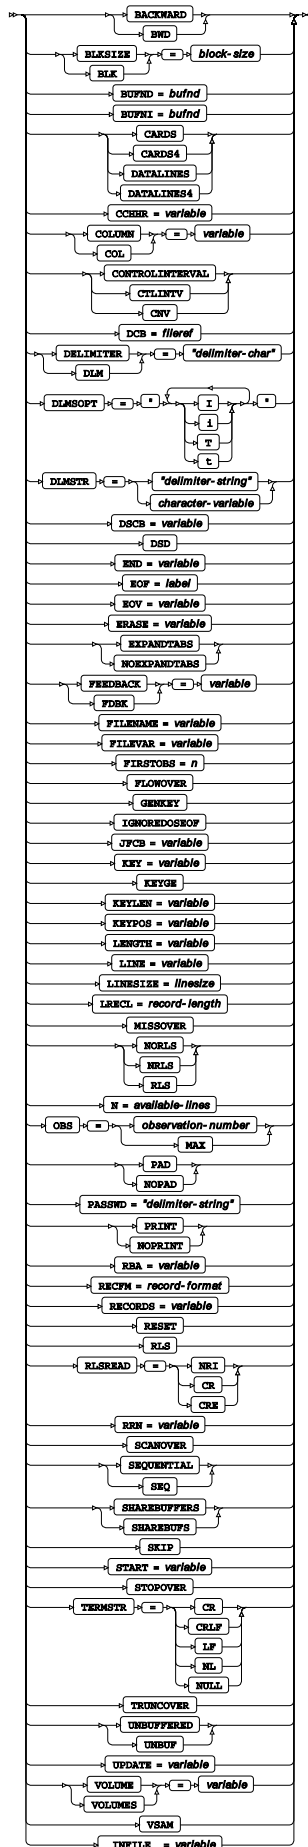 BACKWARD
BWD
BLKSIZE = block-size
BLK
BUFND = bufnd
BUFNI = bufnd
CARDS
CARDS4
DATALINES
DATALINES4
CCHHR = variable
COLUMN = variable
COL
CONTROLINTERVAL
CTLINTV
CNV
DCB = fileref
DELIMITER = "delimiter-char"
DLM
DLMSOPT = " I "
i
T
t
DLMSTR = "delimiter-string"
character-variable
DSCB = variable
DSD
END = variable
EOF = label
EOV = variable
ERASE = variable
EXPANDTABS
NOEXPANDTABS
FEEDBACK = variable
FDBK
FILENAME = variable
FILEVAR = variable
FIRSTOBS = n
FLOWOVER
GENKEY
IGNOREDOSEOF
JFCB = variable
KEY = variable
KEYGE
KEYLEN = variable
KEYPOS = variable
LENGTH = variable
LINE = variable
LINESIZE = linesize
LRECL = record-length
MISSOVER
NORLS
NRLS
RLS
N = available-lines
OBS = observation-number
MAX
PAD
NOPAD
PASSWD = "delimiter-string"
PRINT
NOPRINT
RBA = variable
RECFM = record-format
RECORDS = variable
RESET
RLS
RLSREAD = NRI
CR
CRE
RRN = variable
SCANOVER
SEQUENTIAL
SEQ
SHAREBUFFERS
SHAREBUFS
SKIP
START = variable
STOPOVER
TERMSTR = CR
CRLF
LF
NL
NULL
TRUNCOVER
UNBUFFERED
UNBUF
UPDATE = variable
VOLUME = variable
VOLUMES
VSAM
_INFILE_ = variable